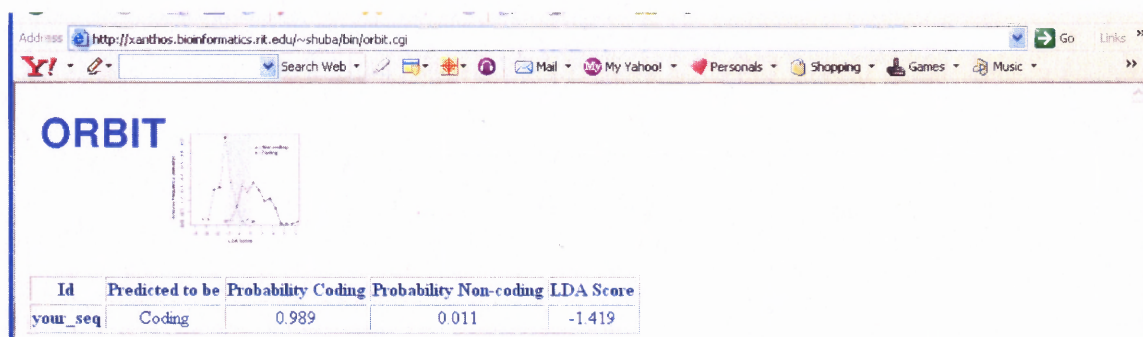 Address http://xanthos.bioinformatics.rit.edu/~shuba/bin/orbit.cgi Go Links »
Y! Search Web Mail My Yahoo! Personals Shopping Games Music »
ORBIT
Id Predicted to be Probability Coding Probability Non-coding LDA Score
your_seq Coding 0.989 0.011 -1.419